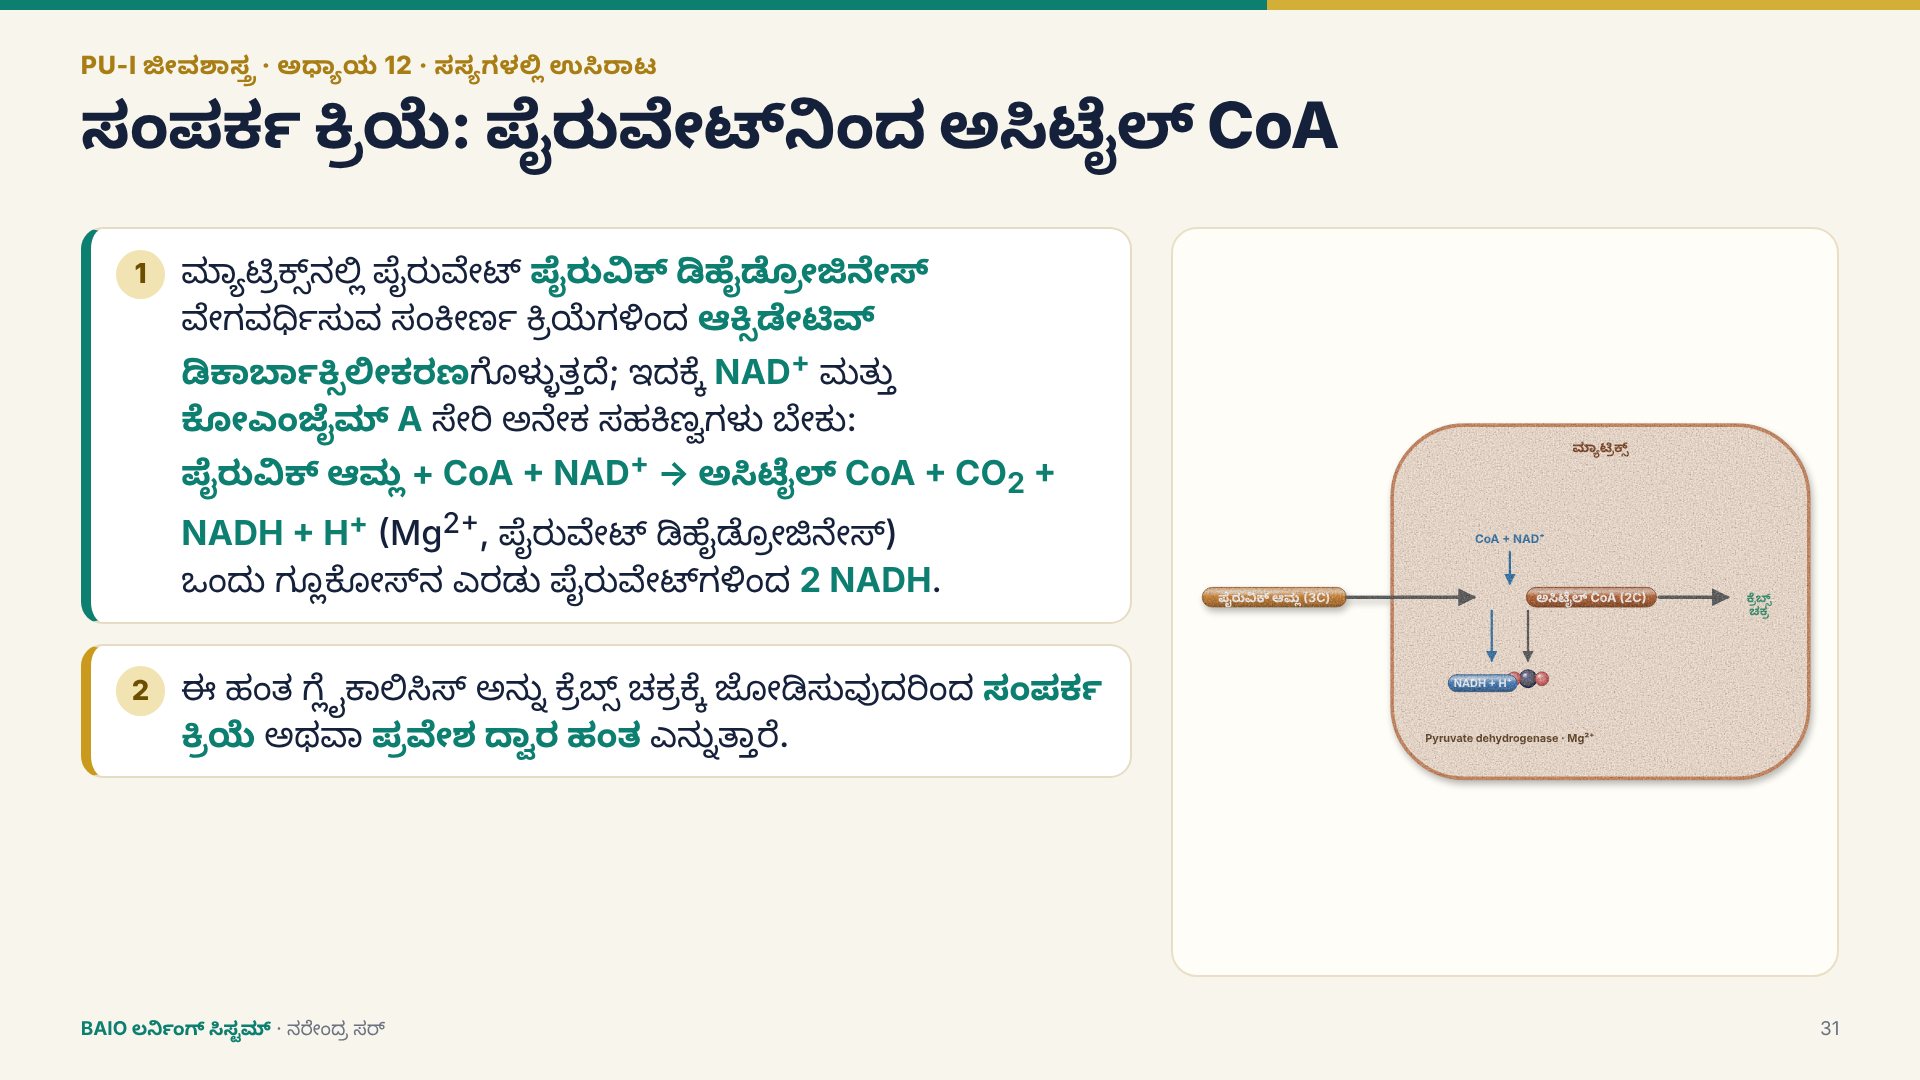 PU-I ಜೀವಶಾಸ್ತ್ರ · ಅಧ್ಯಾಯ 12 · ಸಸ್ಯಗಳಲ್ಲಿ ಉಸಿರಾಟ
ಸಂಪರ್ಕ ಕ್ರಿಯೆ: ಪೈರುವೇಟ್‌ನಿಂದ ಅಸಿಟೈಲ್ CoA
1 ಮ್ಯಾಟ್ರಿಕ್ಸ್‌ನಲ್ಲಿ ಪೈರುವೇಟ್ ಪೈರುವಿಕ್ ಡಿಹೈಡ್ರೋಜಿನೇಸ್
ವೇಗವರ್ಧಿಸುವ ಸಂಕೀರ್ಣ ಕ್ರಿಯೆಗಳಿಂದ ಆಕ್ಸಿಡೇಟಿವ್
ಡಿಕಾರ್ಬಾಕ್ಸಿಲೀಕರಣಗೊಳ್ಳುತ್ತದೆ; ಇದಕ್ಕೆ NAD⁺ ಮತ್ತು
ಕೋಎಂಜೈಮ್ A ಸೇರಿ ಅನೇಕ ಸಹಕಿಣ್ವಗಳು ಬೇಕು:
ಪೈರುವಿಕ್ ಆಮ್ಲ + CoA + NAD⁺ → ಅಸಿಟೈಲ್ CoA + CO₂ +
NADH + H⁺ (Mg²⁺, ಪೈರುವೇಟ್ ಡಿಹೈಡ್ರೋಜಿನೇಸ್)
ಒಂದು ಗ್ಲೂಕೋಸ್‌ನ ಎರಡು ಪೈರುವೇಟ್‌ಗಳಿಂದ 2 NADH.
2 ಈ ಹಂತ ಗ್ಲೈಕಾಲಿಸಿಸ್ ಅನ್ನು ಕ್ರೆಬ್ಸ್ ಚಕ್ರಕ್ಕೆ ಜೋಡಿಸುವುದರಿಂದ ಸಂಪರ್ಕ
ಕ್ರಿಯೆ ಅಥವಾ ಪ್ರವೇಶ ದ್ವಾರ ಹಂತ ಎನ್ನುತ್ತಾರೆ.
ಮ್ಯಾಟ್ರಿಕ್ಸ್
CoA + NAD⁺
ಪೈರುವಿಕ್ ಆಮ್ಲ (3C)
ಅಸಿಟೈಲ್ CoA (2C)
ಕ್ರೆಬ್ಸ್
ಚಕ್ರ
NADH + H⁺
Pyruvate dehydrogenase · Mg²⁺
BAIO ಲರ್ನಿಂಗ್ ಸಿಸ್ಟಮ್ · ನರೇಂದ್ರ ಸರ್
31